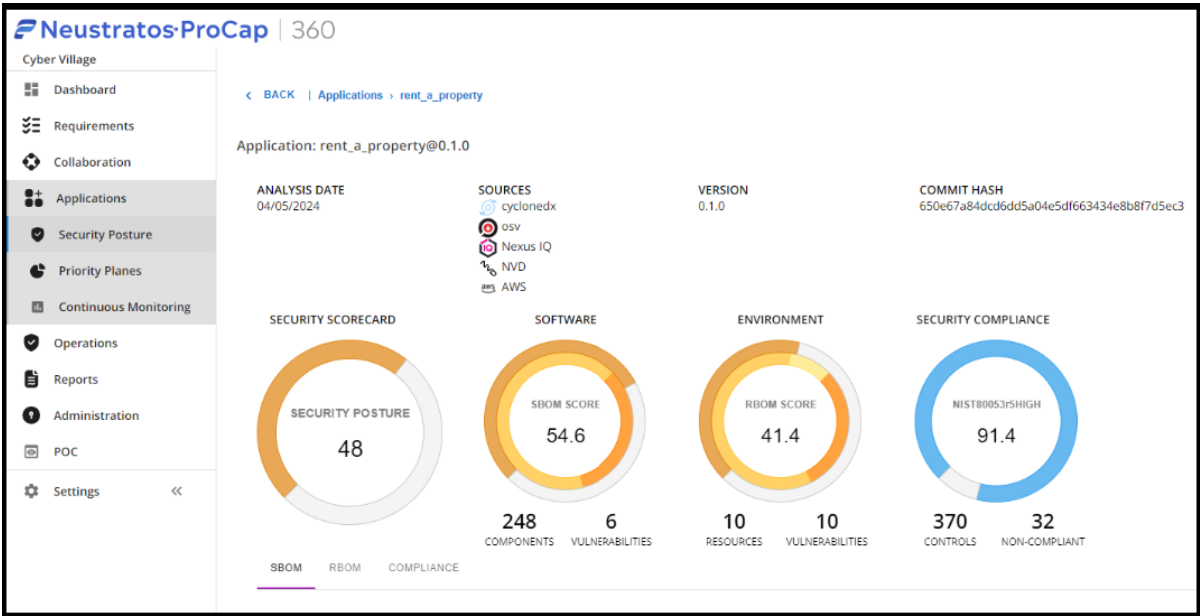 Neustratos·ProCap | 360
Cyber Village
Dashboard
Requirements
Collaboration
Applications
Security Posture
Priority Planes
Continuous Monitoring
Operations
Reports
Administration
POC
Settings
BACK | Applications › rent_a_property
Application: rent_a_property@0.1.0
ANALYSIS DATE
04/05/2024
SOURCES
cyclonedx
osv
IQ Nexus IQ
NVD
aws AWS
VERSION
0.1.0
COMMIT HASH
650e67a84dcd6dd5a04e5df663434e8b8f7d5ec3
SECURITY SCORECARD
SECURITY POSTURE
48
SOFTWARE
SBOM SCORE
54.6
248 6
COMPONENTS VULNERABILITIES
ENVIRONMENT
RBOM SCORE
41.4
10 10
RESOURCES VULNERABILITIES
SECURITY COMPLIANCE
NIST80053r5HIGH
91.4
370 32
CONTROLS NON-COMPLIANT
SBOM RBOM COMPLIANCE